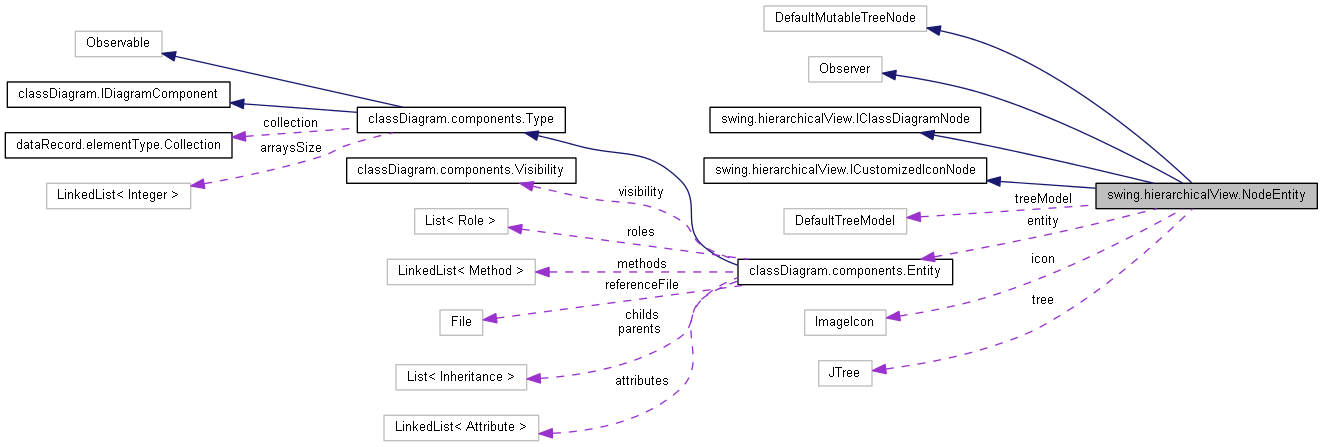 DefaultMutableTreeNode
Observable
Observer
classDiagram.IDiagramComponent
classDiagram.components.Type
swing.hierarchicalView.IClassDiagramNode
collection
dataRecord.elementType.Collection
arraysSize
classDiagram.components.Visibility
swing.hierarchicalView.ICustomizedIconNode
LinkedList< Integer >
visibility
treeModel
swing.hierarchicalView.NodeEntity
List< Role >
DefaultTreeModel
entity
roles
LinkedList< Method >
methods
classDiagram.components.Entity
icon
referenceFile
File
childs
parents
ImageIcon
tree
List< Inheritance >
attributes
JTree
LinkedList< Attribute >